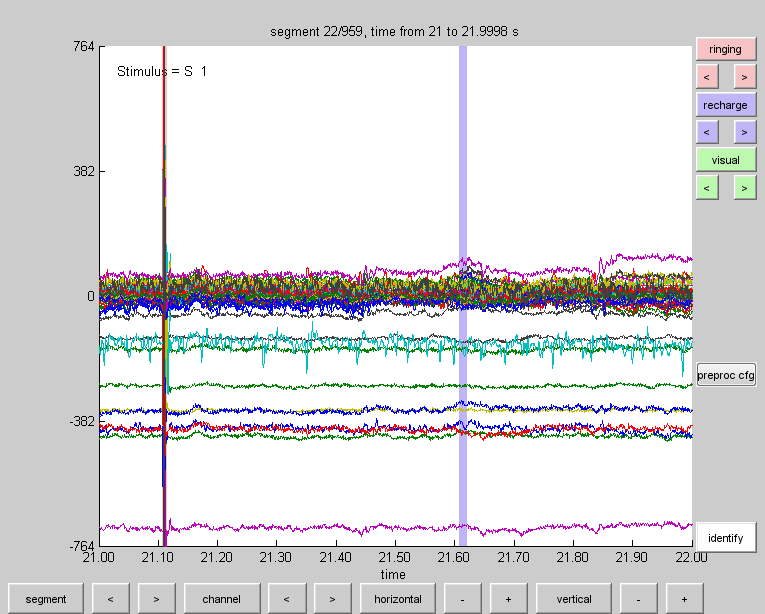 segment 22/959, time from 21 to 21.9998 s
764
382
0
-382
-764
Stimulus = S  1
21.00 21.10 21.20 21.30 21.40 21.50 21.60 21.70 21.80 21.90 22.00
time
ringing
< >
recharge
< >
visual
< >
preproc cfg
identify
segment < > channel < > horizontal - + vertical - +